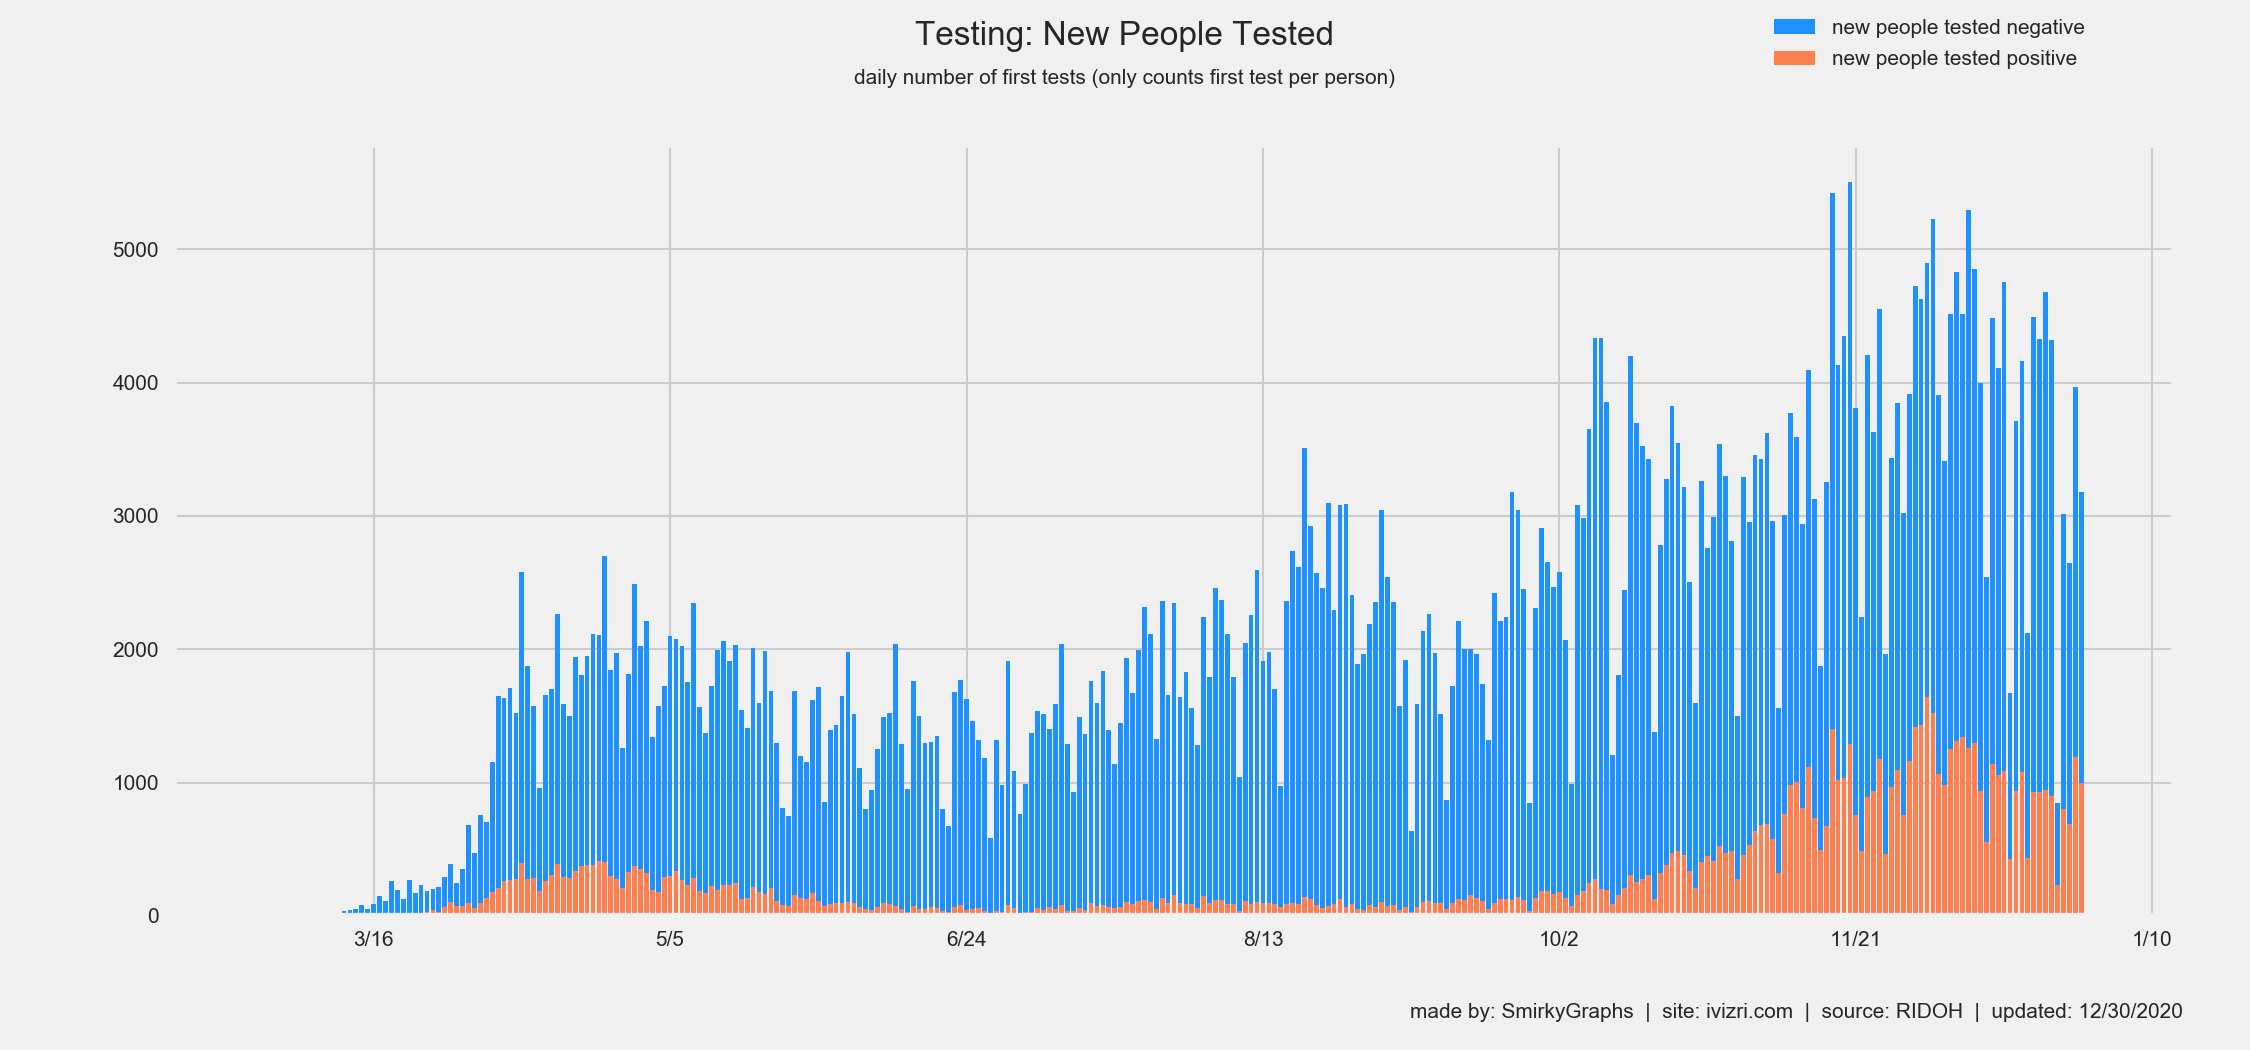 Testing: New People Tested
daily number of first tests (only counts first test per person)
new people tested negative
new people tested positive
5000
4000
3000
2000
1000
0
3/16 5/5 6/24 8/13 10/2 11/21 1/10
made by: SmirkyGraphs | site: ivizri.com | source: RIDOH | updated: 12/30/2020